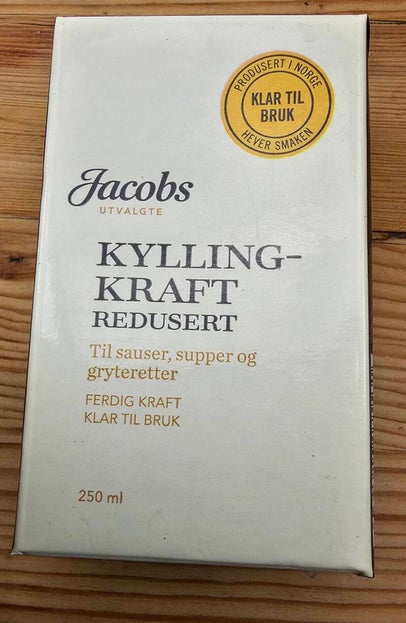 PRODUSERT I NORGE
KLAR TIL
BRUK
HEVER SMAKEN
Jacobs
UTVALGTE
KYLLING-
KRAFT
REDUSERT
Til sauser, supper og
gryteretter
FERDIG KRAFT
KLAR TIL BRUK
250 ml